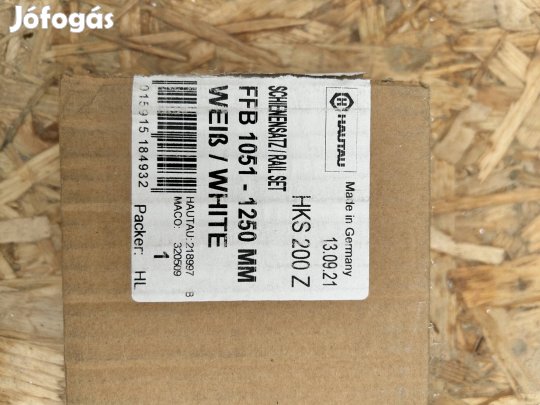 Jófogás
HAUTAU
Made in Germany
13.09.21
HKS 200 Z
SCHIENENSATZ / RAIL SET
FFB 1051 - 1250 MM
WEIß / WHITE
HAUTAU: 218997 B
MACO: 320509
1
015915 184932
Packer: HL